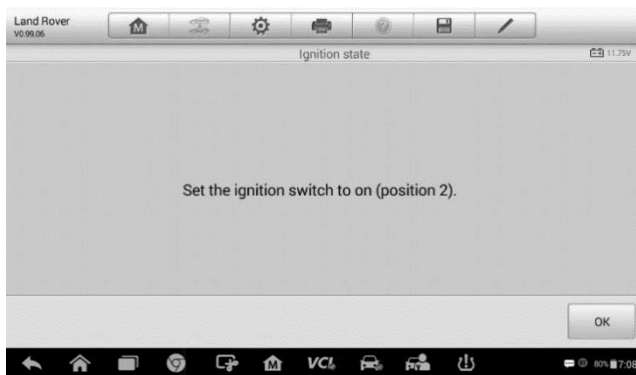 Land Rover
V0.99.06
M
Ignition state
11.75V
Set the ignition switch to on (position 2).
OK
M
VCI
80% 7:08